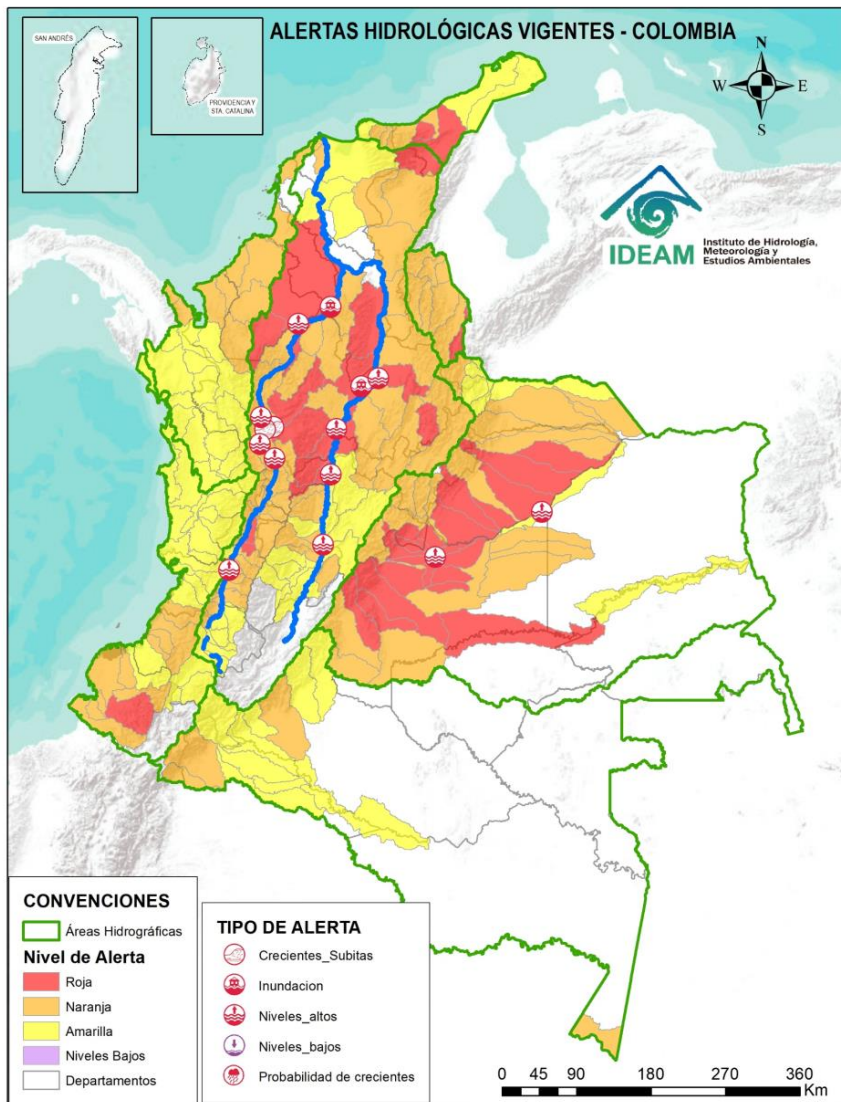 ALERTAS HIDROLÓGICAS VIGENTES - COLOMBIA
SAN ANDRÉS
PROVIDENCIA Y
STA. CATALINA
N
W
E
S
IDEAM
Instituto de Hidrología,
Meteorología y
Estudios Ambientales
CONVENCIONES
Áreas Hidrográficas
Nivel de Alerta
Roja
Naranja
Amarilla
Niveles Bajos
Departamentos
TIPO DE ALERTA
Crecientes_Subitas
Inundacion
Niveles_altos
Niveles_bajos
Probabilidad de crecientes
0 45 90 180 270 360
Km